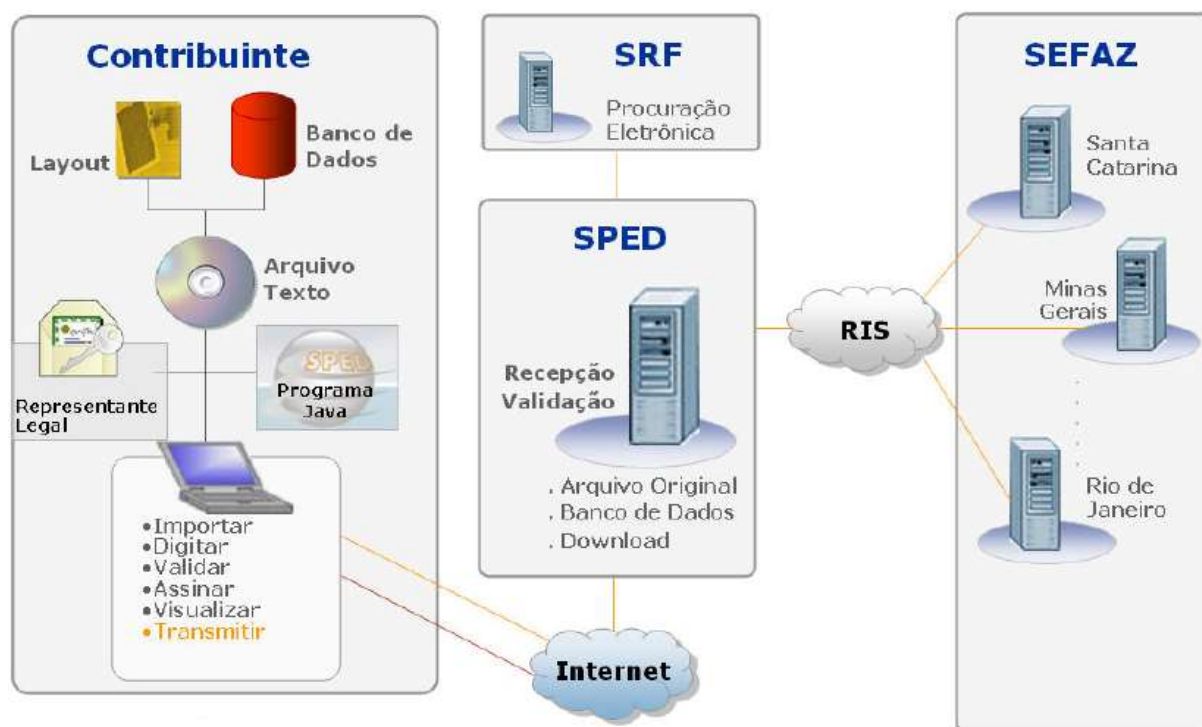 Contribuinte
Layout
Banco de
Dados
Arquivo
Texto
Representante
Legal
SPED
Programa
Java
•Importar
•Digitar
•Validar
•Assinar
•Visualizar
•Transmitir
SRF
Procuração
Eletrônica
SPED
Recepção
Validação
. Arquivo Original
. Banco de Dados
. Download
Internet
RIS
SEFAZ
Santa
Catarina
Minas
Gerais
Rio de
Janeiro